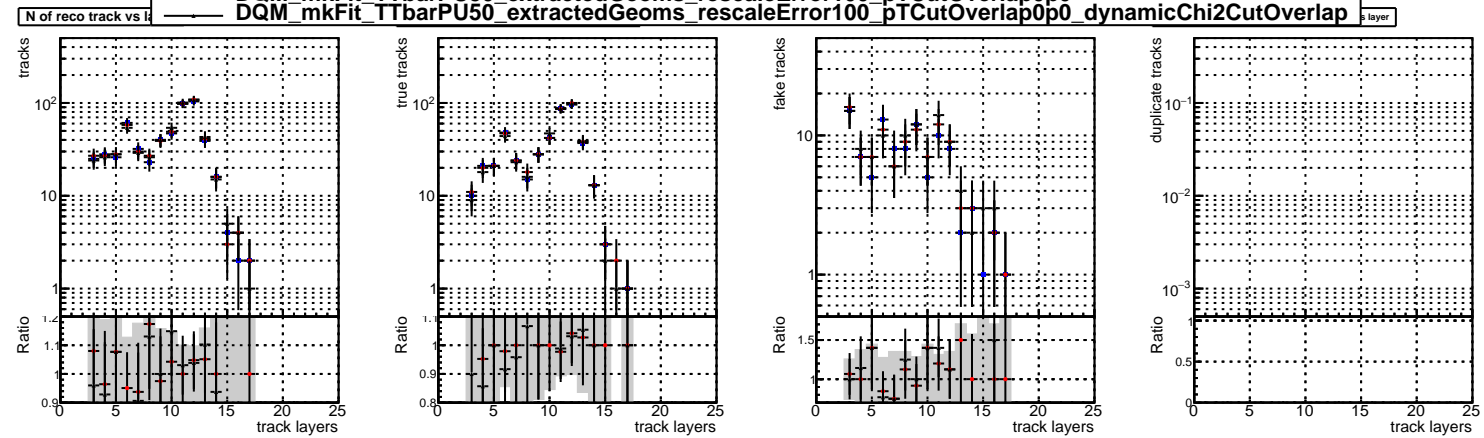 DQM_mkFit_TTbarPU50_extractedGeoms_rescaleError100_pTCutOverlap0p0
DQM_mkFit_TTbarPU50_extractedGeoms_rescaleError100_pTCutOverlap0p0_dynamicChi2CutOverlap
N of reco track vs la
s layer
tracks
10²
10
1
Ratio
1.2
1.1
1
0.9
0 5 10 15 20 25
track layers
true tracks
10²
10
1
Ratio
1.1
1
0.9
0.8
0 5 10 15 20 25
track layers
fake tracks
10
1
Ratio
1.5
1
0 5 10 15 20 25
track layers
duplicate tracks
10⁻¹
10⁻²
10⁻³
Ratio
1
0.5
0
0 5 10 15 20 25
track layers